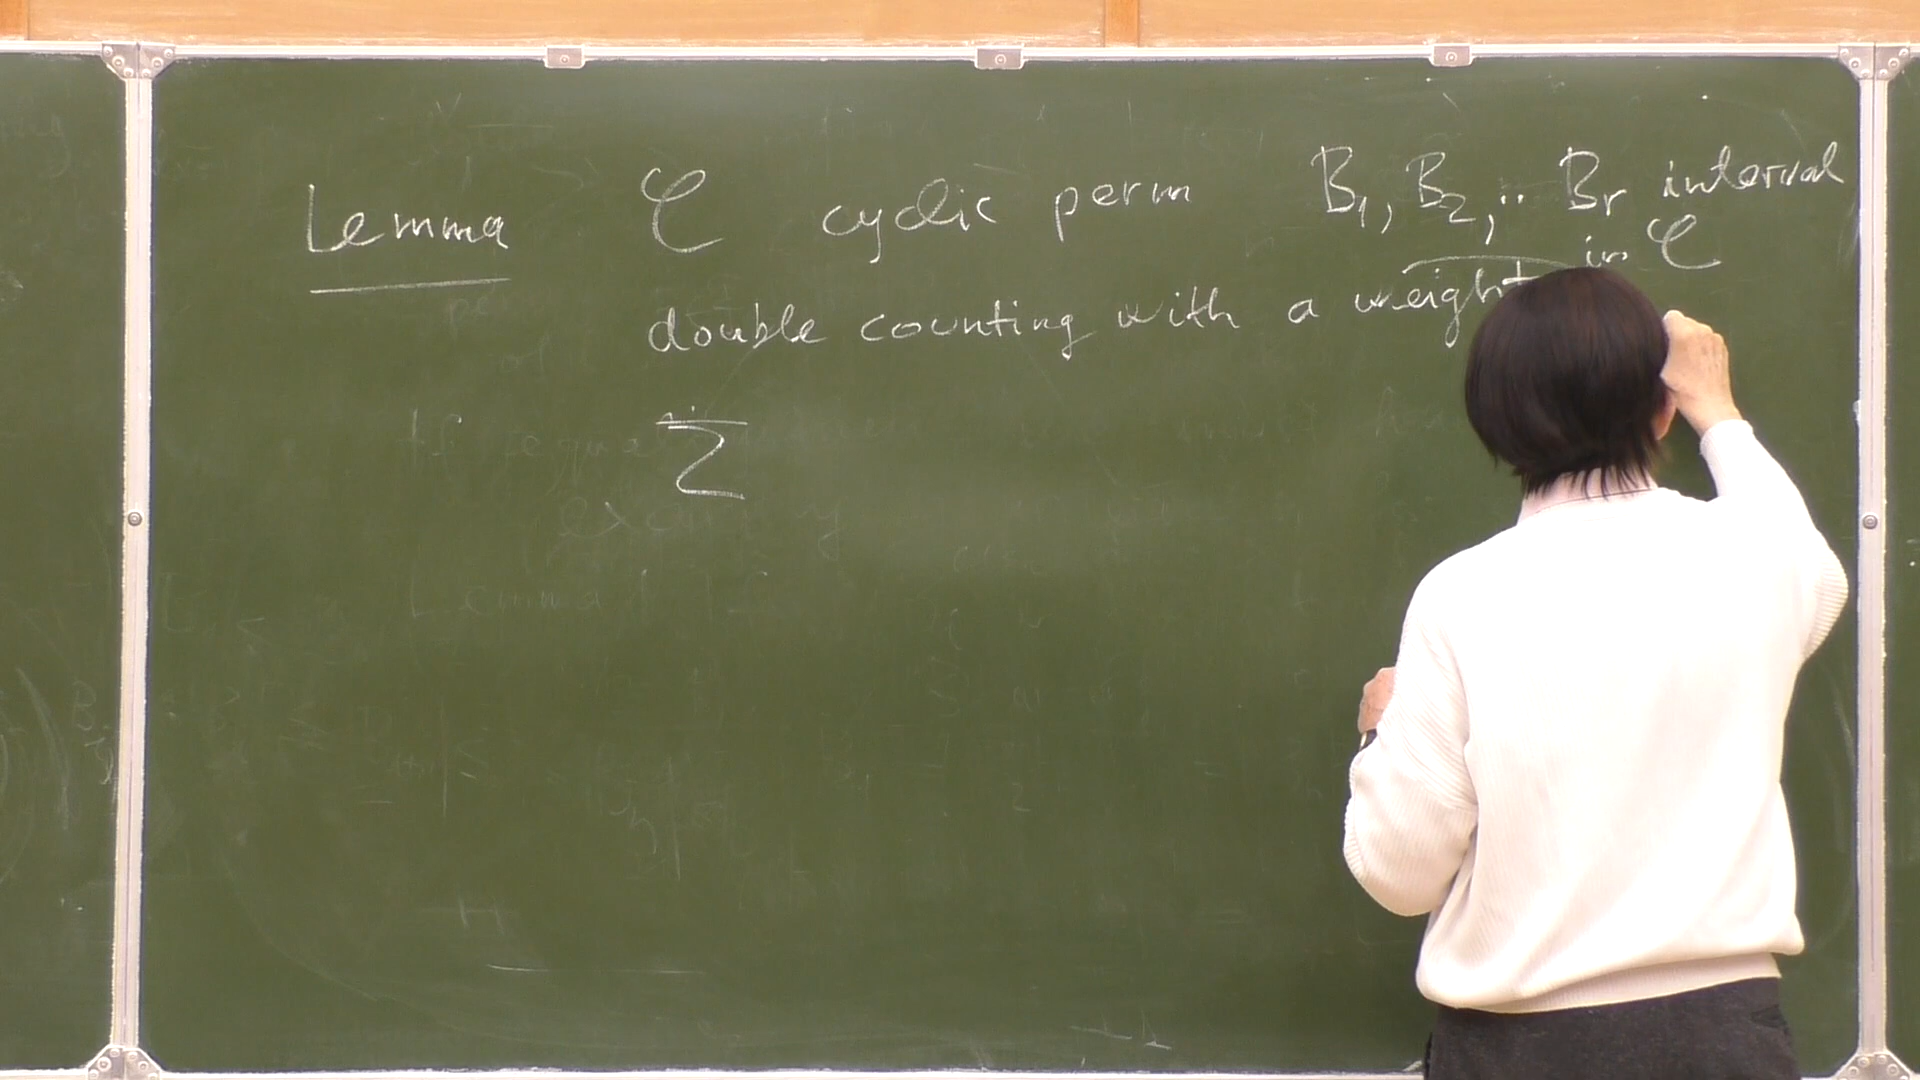 Lemma 𝒞 cyclic perm B₁, B₂, .. Bᵣ interval
in 𝒞
double counting with a weight
Σ